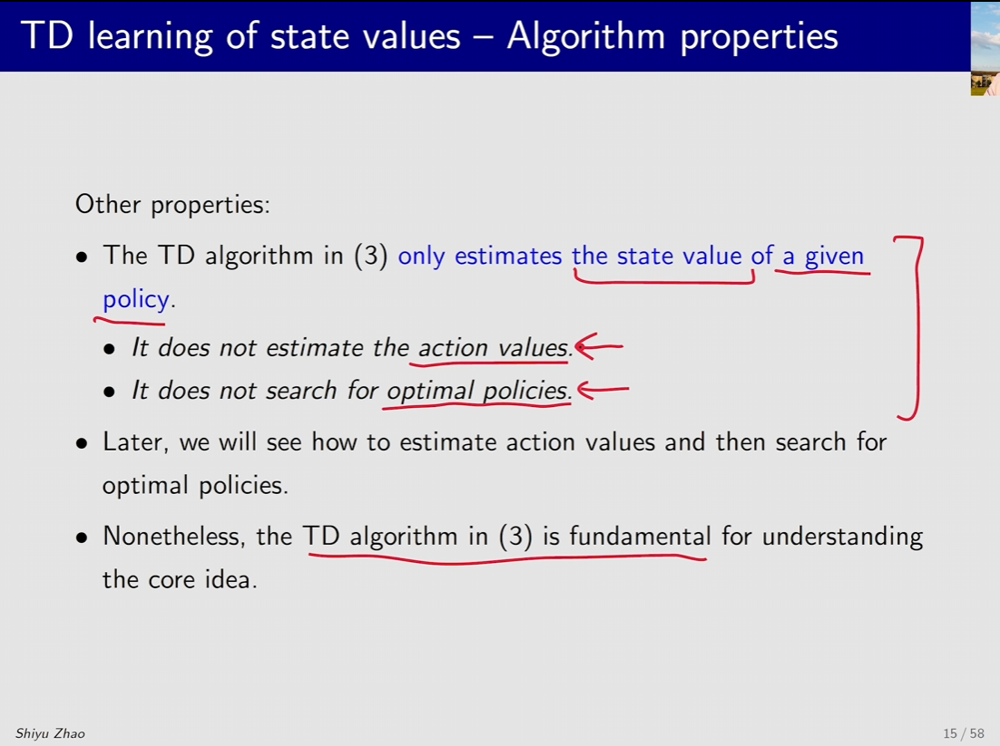 TD learning of state values – Algorithm properties
Other properties:
• The TD algorithm in (3) only estimates the state value of a given
policy.
• It does not estimate the action values.
• It does not search for optimal policies.
• Later, we will see how to estimate action values and then search for
optimal policies.
• Nonetheless, the TD algorithm in (3) is fundamental for understanding
the core idea.
Shiyu Zhao
15 / 58